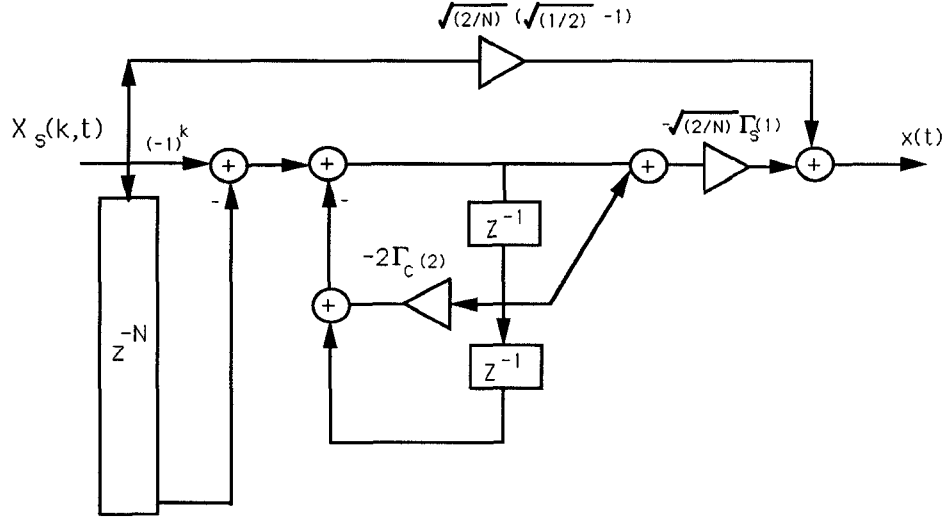 √(2/N) (√(1/2) -1)
X_s(k,t)
(-1)^k
-√(2/N) Γ_s(1)
x(t)
+
+
+
+
-
-
z^-1
-2Γ_c(2)
+
z^-N
z^-1